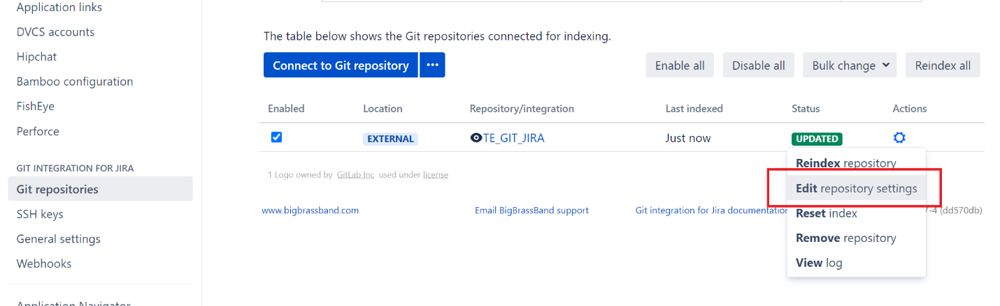 Application links
DVCS accounts
Hipchat
Bamboo configuration
FishEye
Perforce
GIT INTEGRATION FOR JIRA
Git repositories
SSH keys
General settings
Webhooks
Application Navigator
The table below shows the Git repositories connected for indexing.
Connect to Git repository ••• Enable all Disable all Bulk change Reindex all
Enabled Location Repository/integration Last indexed Status Actions
EXTERNAL TE_GIT_JIRA Just now UPDATED
Reindex repository
Edit repository settings
Reset index
Remove repository
View log
1 Logo owned by GitLab Inc used under license
www.bigbrassband.com Email BigBrassBand support Git integration for Jira documentation 7-4 (dd570db)